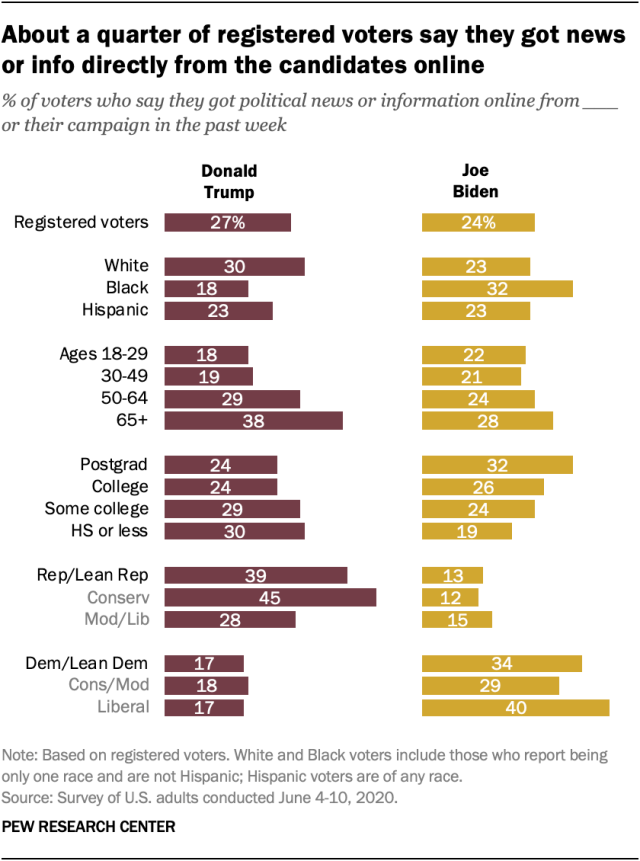 About a quarter of registered voters say they got news
or info directly from the candidates online
% of voters who say they got political news or information online from ___
or their campaign in the past week
Donald Trump
Joe Biden
Registered voters 27% 24%
White 30 23
Black 18 32
Hispanic 23 23
Ages 18-29 18 22
30-49 19 21
50-64 29 24
65+ 38 28
Postgrad 24 32
College 24 26
Some college 29 24
HS or less 30 19
Rep/Lean Rep 39 13
Conserv 45 12
Mod/Lib 28 15
Dem/Lean Dem 17 34
Cons/Mod 18 29
Liberal 17 40
Note: Based on registered voters. White and Black voters include those who report being
only one race and are not Hispanic; Hispanic voters are of any race.
Source: Survey of U.S. adults conducted June 4-10, 2020.
PEW RESEARCH CENTER